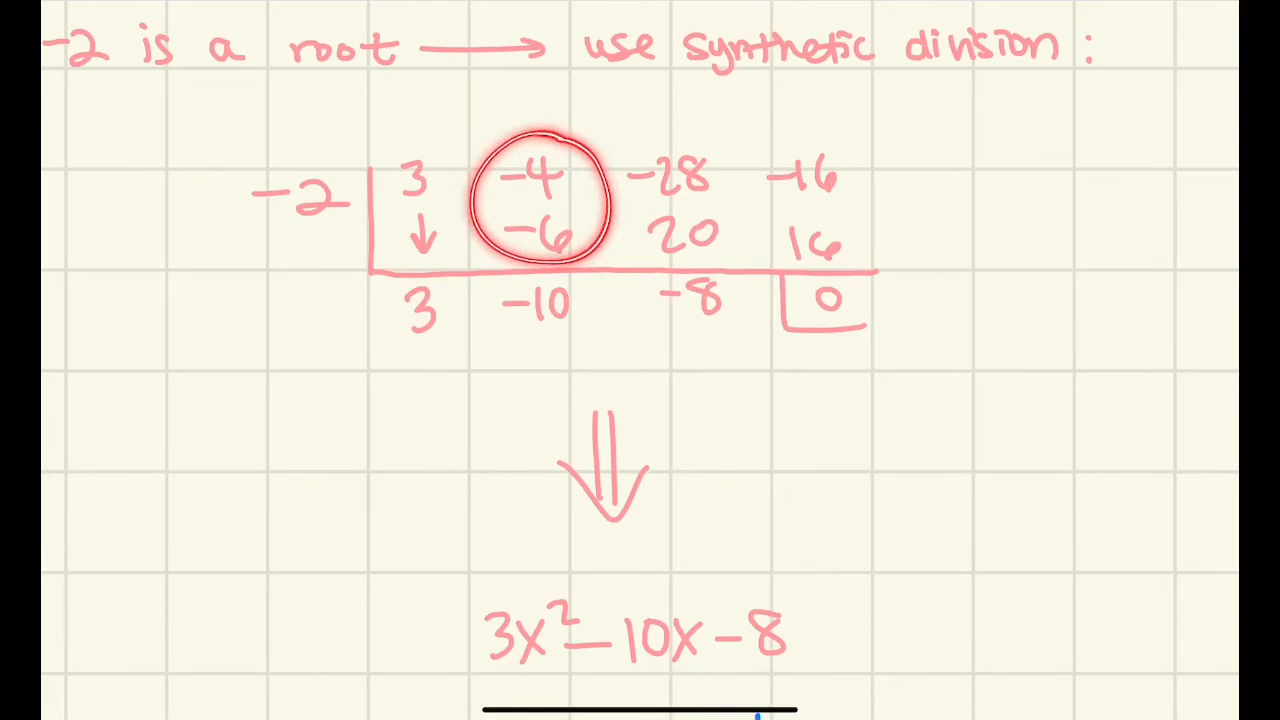 -2 is a root → use synthetic division:
-2 | 3 -4 -28 -16
↓ -6 20 16
3 -10 -8 0
3x² - 10x - 8